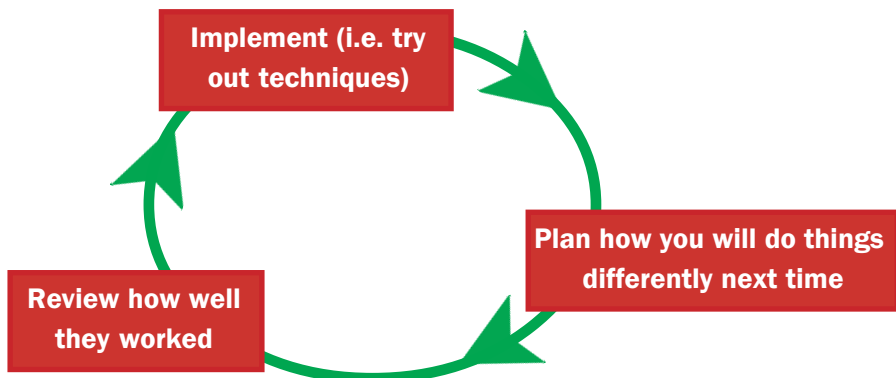 Implement (i.e. try
out techniques)
Plan how you will do things
differently next time
Review how well
they worked